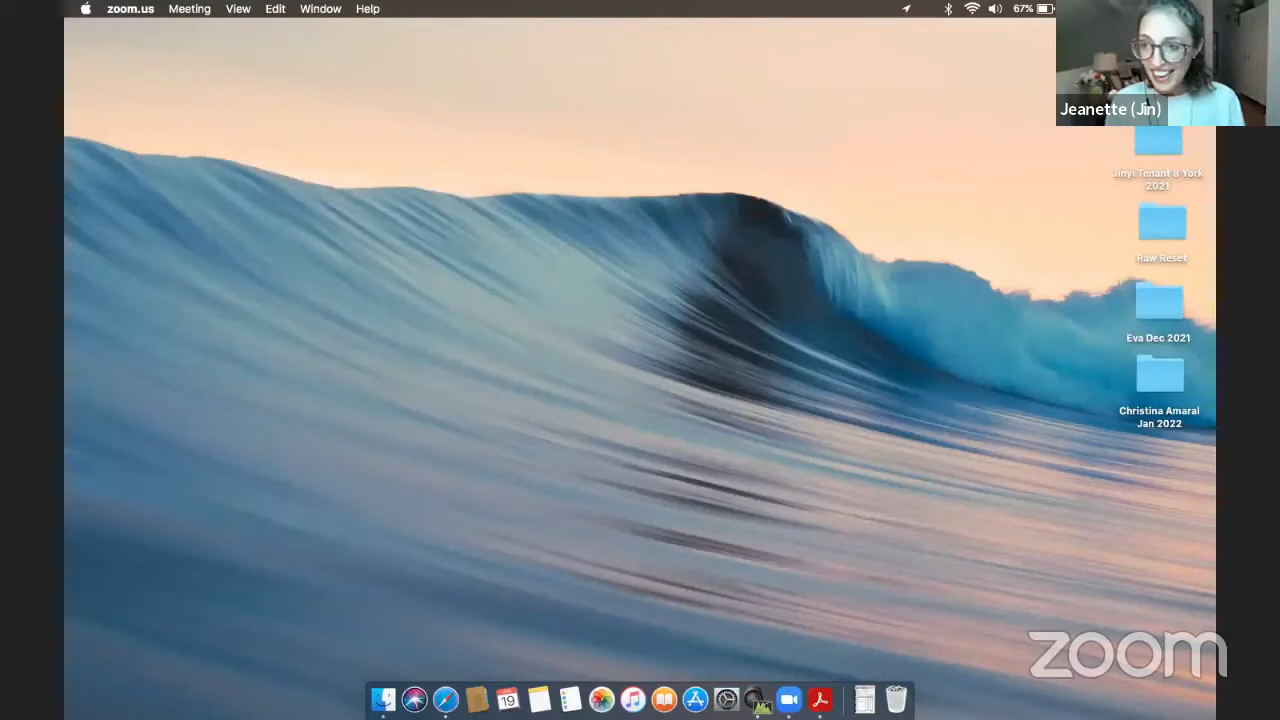 zoom.us Meeting View Edit Window Help
67%
Jeanette (Jin)
Jinyi Tenant 8 York
2021
Raw Reset
Eva Dec 2021
Christina Amaral
Jan 2022
19
zoom